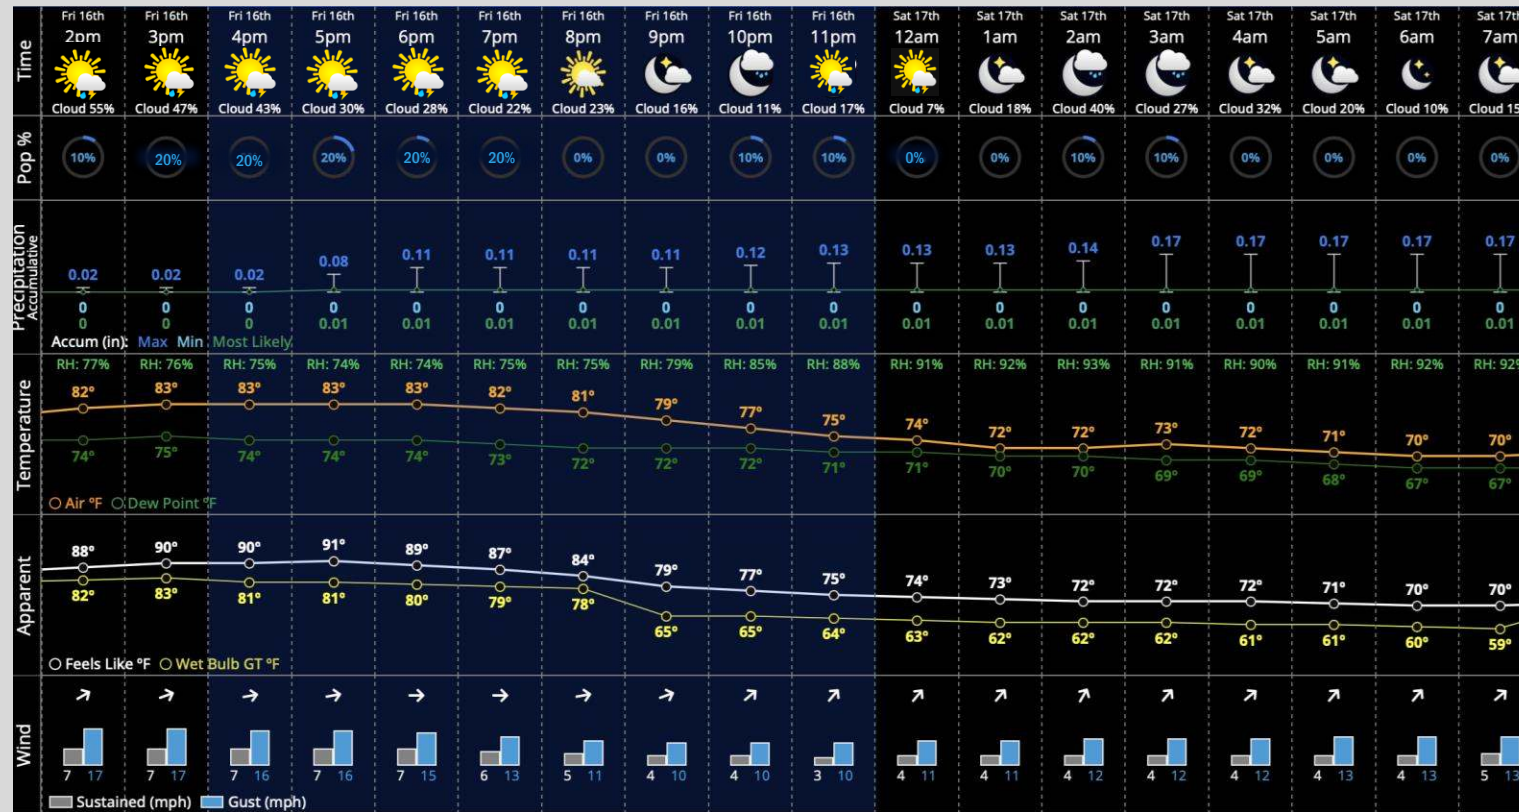 Fri 16th Fri 16th Fri 16th Fri 16th Fri 16th Fri 16th Fri 16th Fri 16th Fri 16th Fri 16th Sat 17th Sat 17th Sat 17th Sat 17th Sat 17th Sat 17th Sat 17th Sat 17th
Time 2pm 3pm 4pm 5pm 6pm 7pm 8pm 9pm 10pm 11pm 12am 1am 2am 3am 4am 5am 6am 7am
Cloud 55% Cloud 47% Cloud 43% Cloud 30% Cloud 28% Cloud 22% Cloud 23% Cloud 16% Cloud 11% Cloud 17% Cloud 7% Cloud 18% Cloud 40% Cloud 27% Cloud 32% Cloud 20% Cloud 10% Cloud 15
Pop % 10% 20% 20% 20% 20% 20% 0% 0% 10% 10% 0% 0% 10% 10% 0% 0% 0% 0%
Precipitation
Accumulative
0.02 0.02 0.02 0.08 0.11 0.11 0.11 0.11 0.12 0.13 0.13 0.13 0.14 0.17 0.17 0.17 0.17 0.17
0 0 0 0 0 0 0 0 0 0 0 0 0 0 0 0 0 0
0 0 0 0.01 0.01 0.01 0.01 0.01 0.01 0.01 0.01 0.01 0.01 0.01 0.01 0.01 0.01 0.01
Accum (in): Max Min Most Likely
RH: 77% RH: 76% RH: 75% RH: 74% RH: 74% RH: 75% RH: 75% RH: 79% RH: 85% RH: 88% RH: 91% RH: 92% RH: 93% RH: 91% RH: 90% RH: 91% RH: 92% RH: 92%
Temperature
82° 83° 83° 83° 83° 82° 81° 79° 77° 75° 74° 72° 72° 73° 72° 71° 70° 70°
74° 75° 74° 74° 74° 73° 72° 72° 72° 71° 71° 70° 70° 69° 69° 68° 67° 67°
Air °F Dew Point °F
Apparent
88° 90° 90° 91° 89° 87° 84° 79° 77° 75° 74° 73° 72° 72° 72° 71° 70° 70°
82° 83° 81° 81° 80° 79° 78° 65° 65° 64° 63° 62° 62° 62° 61° 61° 60° 59°
Feels Like °F Wet Bulb GT °F
Wind
7 17 7 17 7 16 7 16 7 15 6 13 5 11 4 10 4 10 3 10 4 11 4 11 4 12 4 12 4 12 4 13 4 13 5 13
Sustained (mph) Gust (mph)